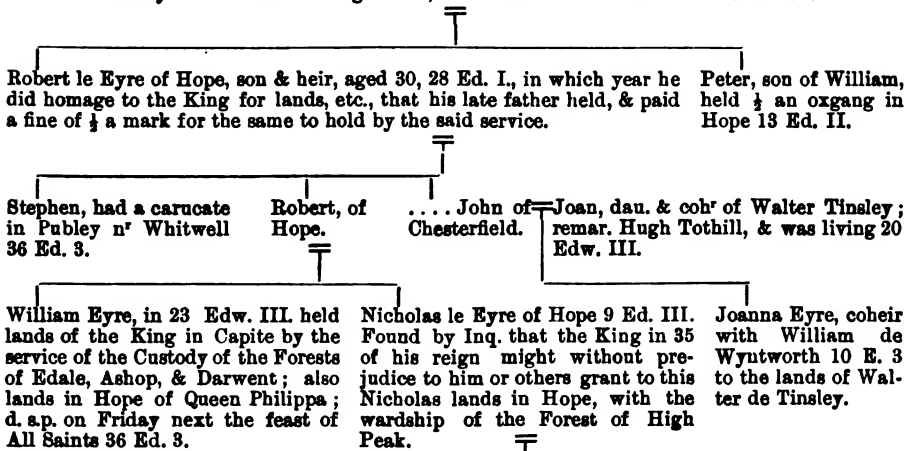 Robert le Eyre of Hope, son & heir, aged 30, 28 Ed. I., in which year he
did homage to the King for lands, etc., that his late father held, & paid
a fine of ½ a mark for the same to hold by the said service.
Peter, son of William,
held ½ an oxgang in
Hope 13 Ed. II.
Stephen, had a carucate
in Publey nʳ Whitwell
36 Ed. 3.
Robert, of
Hope.
.... John of
Chesterfield.
Joan, dau. & cohʳ of Walter Tinsley;
remar. Hugh Tothill, & was living 20
Edw. III.
William Eyre, in 23 Edw. III. held
lands of the King in Capite by the
service of the Custody of the Forests
of Edale, Ashop, & Darwent; also
lands in Hope of Queen Philippa;
d. s.p. on Friday next the feast of
All Saints 36 Ed. 3.
Nicholas le Eyre of Hope 9 Ed. III.
Found by Inq. that the King in 35
of his reign might without pre-
judice to him or others grant to this
Nicholas lands in Hope, with the
wardship of the Forest of High
Peak.
Joanna Eyre, coheir
with William de
Wyntworth 10 E. 3
to the lands of Wal-
ter de Tinsley.